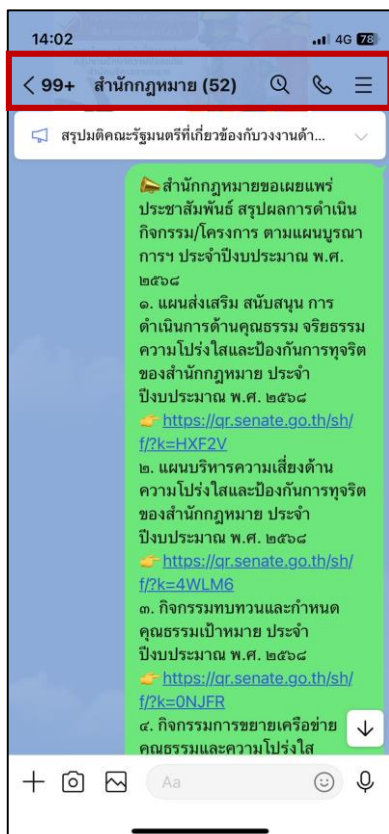 14:02
4G 78
99+ สำนักกฎหมาย (52)
สรุปมติคณะรัฐมนตรีที่เกี่ยวข้องกับวงงานด้า...
สำนักกฎหมายขอเผยแพร่
ประชาสัมพันธ์ สรุปผลการดำเนิน
กิจกรรม/โครงการ ตามแผนบูรณา
การฯ ประจำปีงบประมาณ พ.ศ.
๒๕๖๘
๑. แผนส่งเสริม สนับสนุน การ
ดำเนินการด้านคุณธรรม จริยธรรม
ความโปร่งใสและป้องกันการทุจริต
ของสำนักกฎหมาย ประจำ
ปีงบประมาณ พ.ศ. ๒๕๖๘
https://qr.senate.go.th/sh/
f/?k=HXF2V
๒. แผนบริหารความเสี่ยงด้าน
ความโปร่งใสและป้องกันการทุจริต
ของสำนักกฎหมาย ประจำ
ปีงบประมาณ พ.ศ. ๒๕๖๘
https://qr.senate.go.th/sh/
f/?k=4WLM6
๓. กิจกรรมทบทวนและกำหนด
คุณธรรมเป้าหมาย ประจำ
ปีงบประมาณ พ.ศ. ๒๕๖๘
https://qr.senate.go.th/sh/
f/?k=0NJFR
๔. กิจกรรมการขยายเครือข่าย
คุณธรรมและความโปร่งใส
Aa